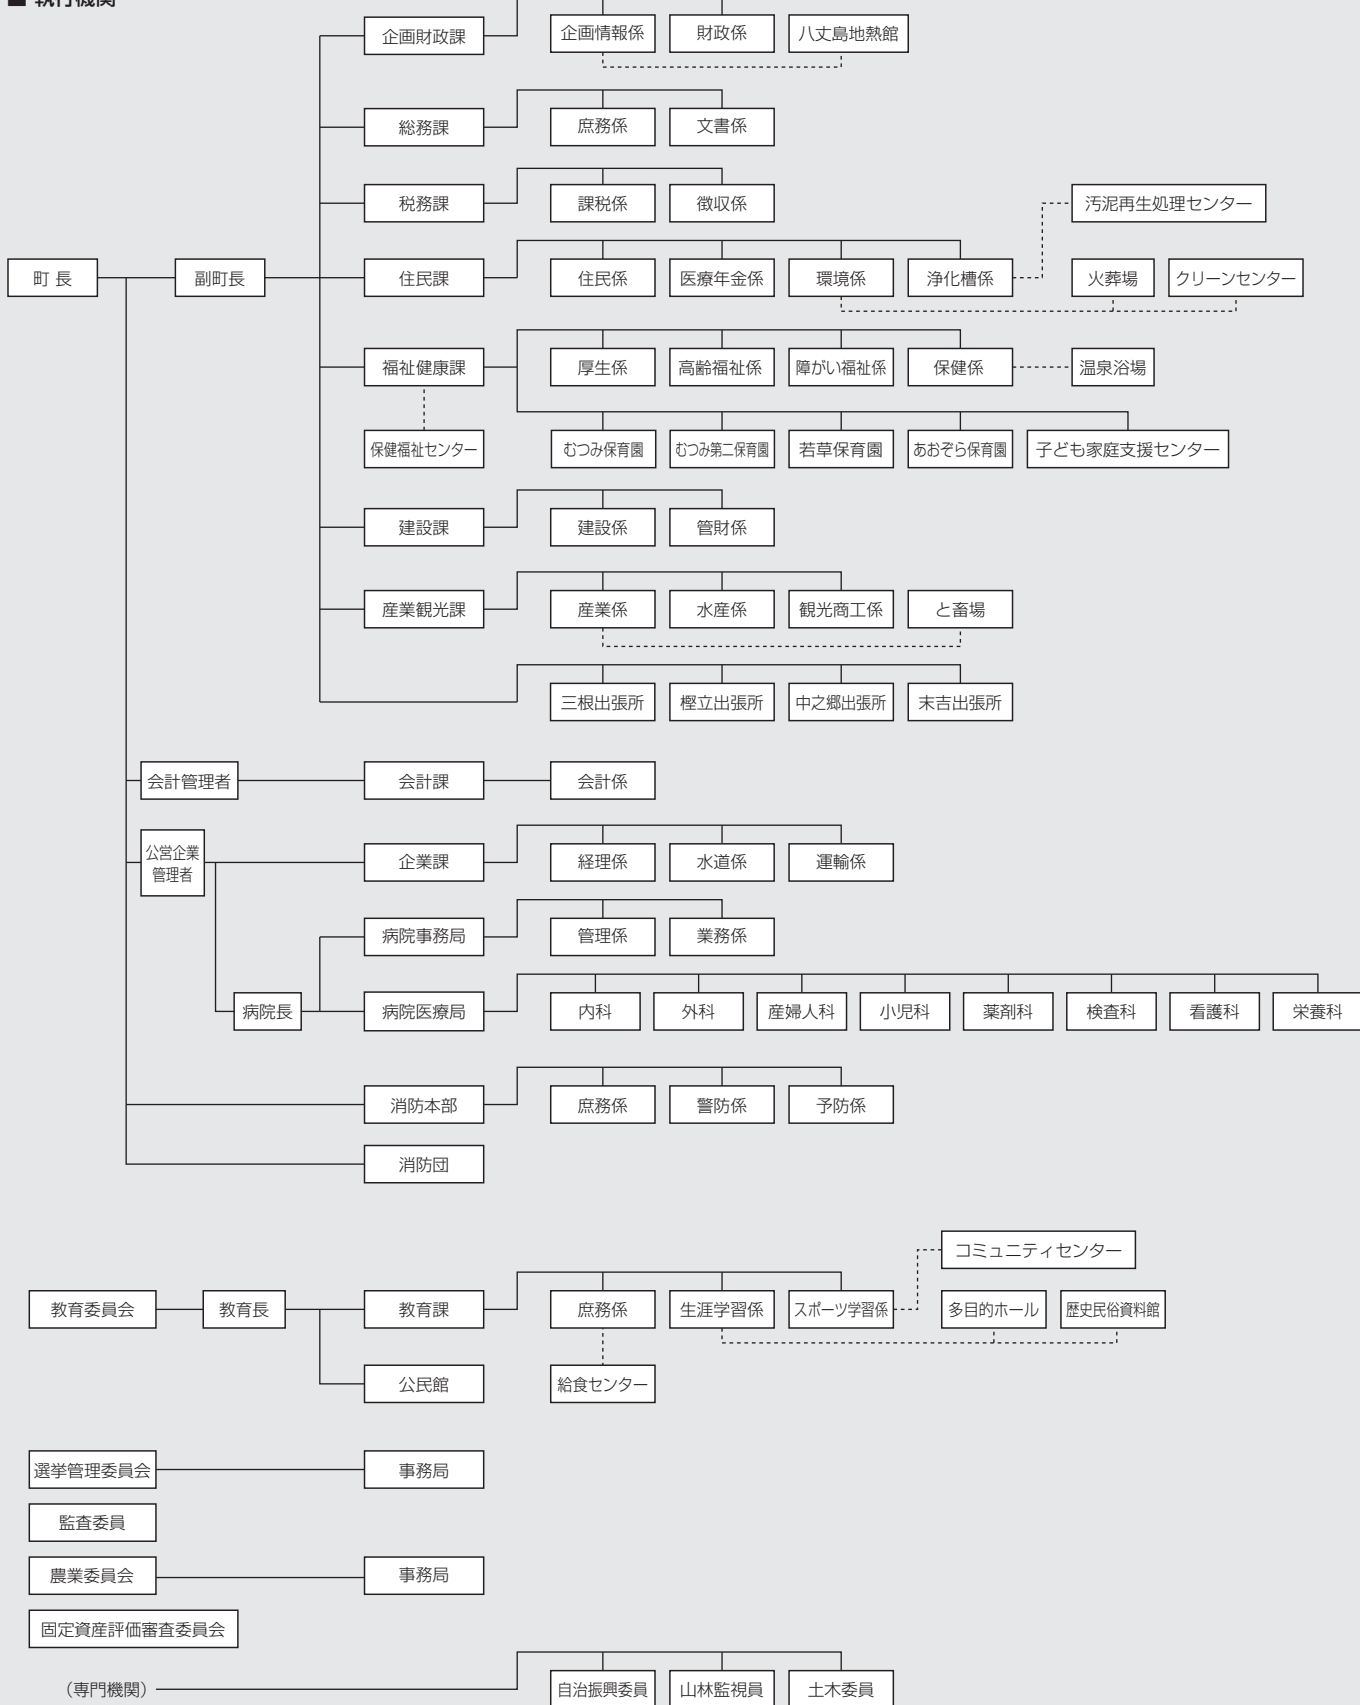 ■ 執行機関
企画財政課
企画情報係
財政係
八丈島地熱館
総務課
庶務係
文書係
税務課
課税係
徴収係
汚泥再生処理センター
町 長
副町長
住民課
住民係
医療年金係
環境係
浄化槽係
火葬場
クリーンセンター
福祉健康課
厚生係
高齢福祉係
障がい福祉係
保健係
温泉浴場
保健福祉センター
むつみ保育園
むつみ第二保育園
若草保育園
あおぞら保育園
子ども家庭支援センター
建設課
建設係
管財係
産業観光課
産業係
水産係
観光商工係
と畜場
三根出張所
樫立出張所
中之郷出張所
末吉出張所
会計管理者
会計課
会計係
公営企業
管理者
企業課
経理係
水道係
運輸係
病院事務局
管理係
業務係
病院長
病院医療局
内科
外科
産婦人科
小児科
薬剤科
検査科
看護科
栄養科
消防本部
庶務係
警防係
予防係
消防団
コミュニティセンター
教育委員会
教育長
教育課
庶務係
生涯学習係
スポーツ学習係
多目的ホール
歴史民俗資料館
公民館
給食センター
選挙管理委員会
事務局
監査委員
農業委員会
事務局
固定資産評価審査委員会
(専門機関)
自治振興委員
山林監視員
土木委員